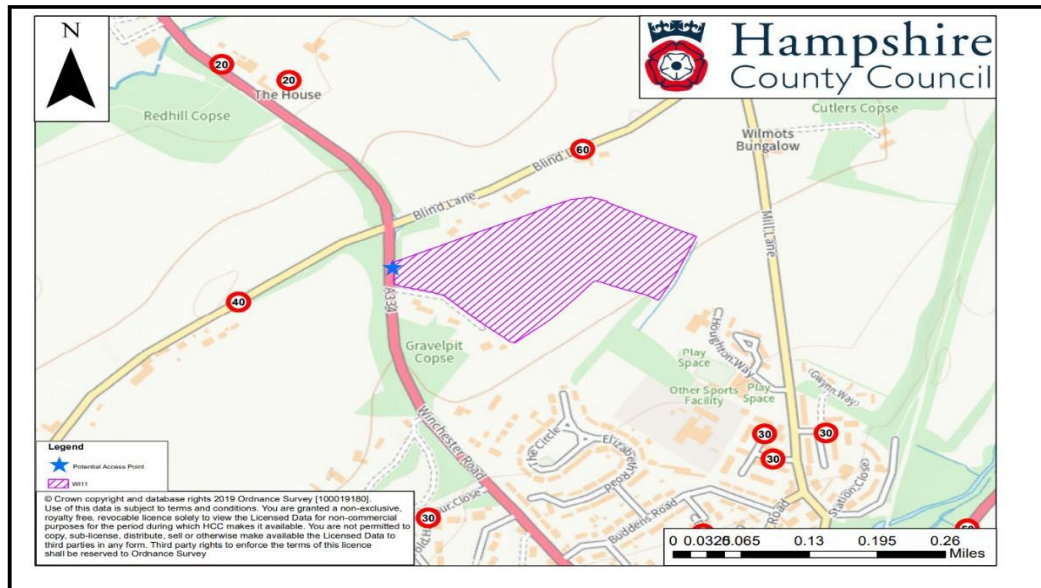 N
Hampshire
County Council
20
20
The House
Redhill Copse
Cutlers Copse
Wilmots
Bungalow
60
Blind Lane
Mill Lane
40
A334
Gravelpit
Copse
Houghton Way
Play
Space
Other Sports
Facility
Play
Space
Gwynn Way
Winchester Road
The Circle
Elizabeth Road
30
30
30
Station Close
Buddens Road
Road
30
Legend
Potential Access Point
WI11
© Crown copyright and database rights 2019 Ordnance Survey [100019180].
Use of this data is subject to terms and conditions. You are granted a non-exclusive,
royalty free, revocable licence solely to view the Licensed Data for non-commercial
purposes for the period during which HCC makes it available. You are not permitted to
copy, sub-license, distribute, sell or otherwise make available the Licensed Data to
third parties in any form. Third party rights to enforce the terms of this licence
shall be reserved to Ordnance Survey
0 0.0325 0.065 0.13 0.195 0.26
Miles